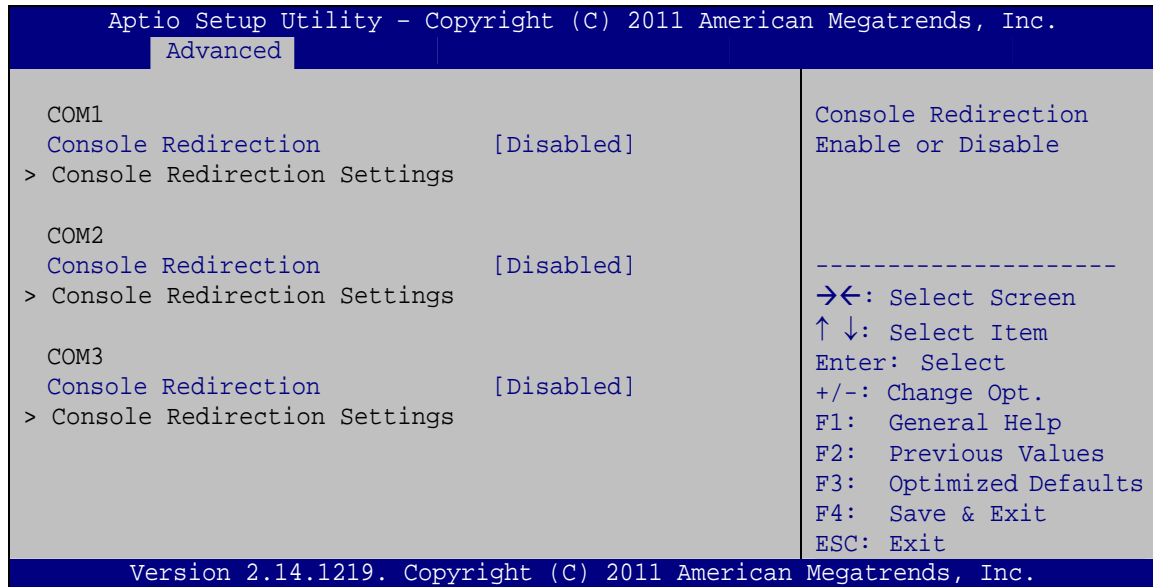 Aptio Setup Utility – Copyright (C) 2011 American Megatrends, Inc.
Advanced
COM1
Console Redirection [Disabled]
> Console Redirection Settings
COM2
Console Redirection [Disabled]
> Console Redirection Settings
COM3
Console Redirection [Disabled]
> Console Redirection Settings
Console Redirection
Enable or Disable
---------------------
→←: Select Screen
↑ ↓: Select Item
Enter: Select
+/-: Change Opt.
F1: General Help
F2: Previous Values
F3: Optimized Defaults
F4: Save & Exit
ESC: Exit
Version 2.14.1219. Copyright (C) 2011 American Megatrends, Inc.